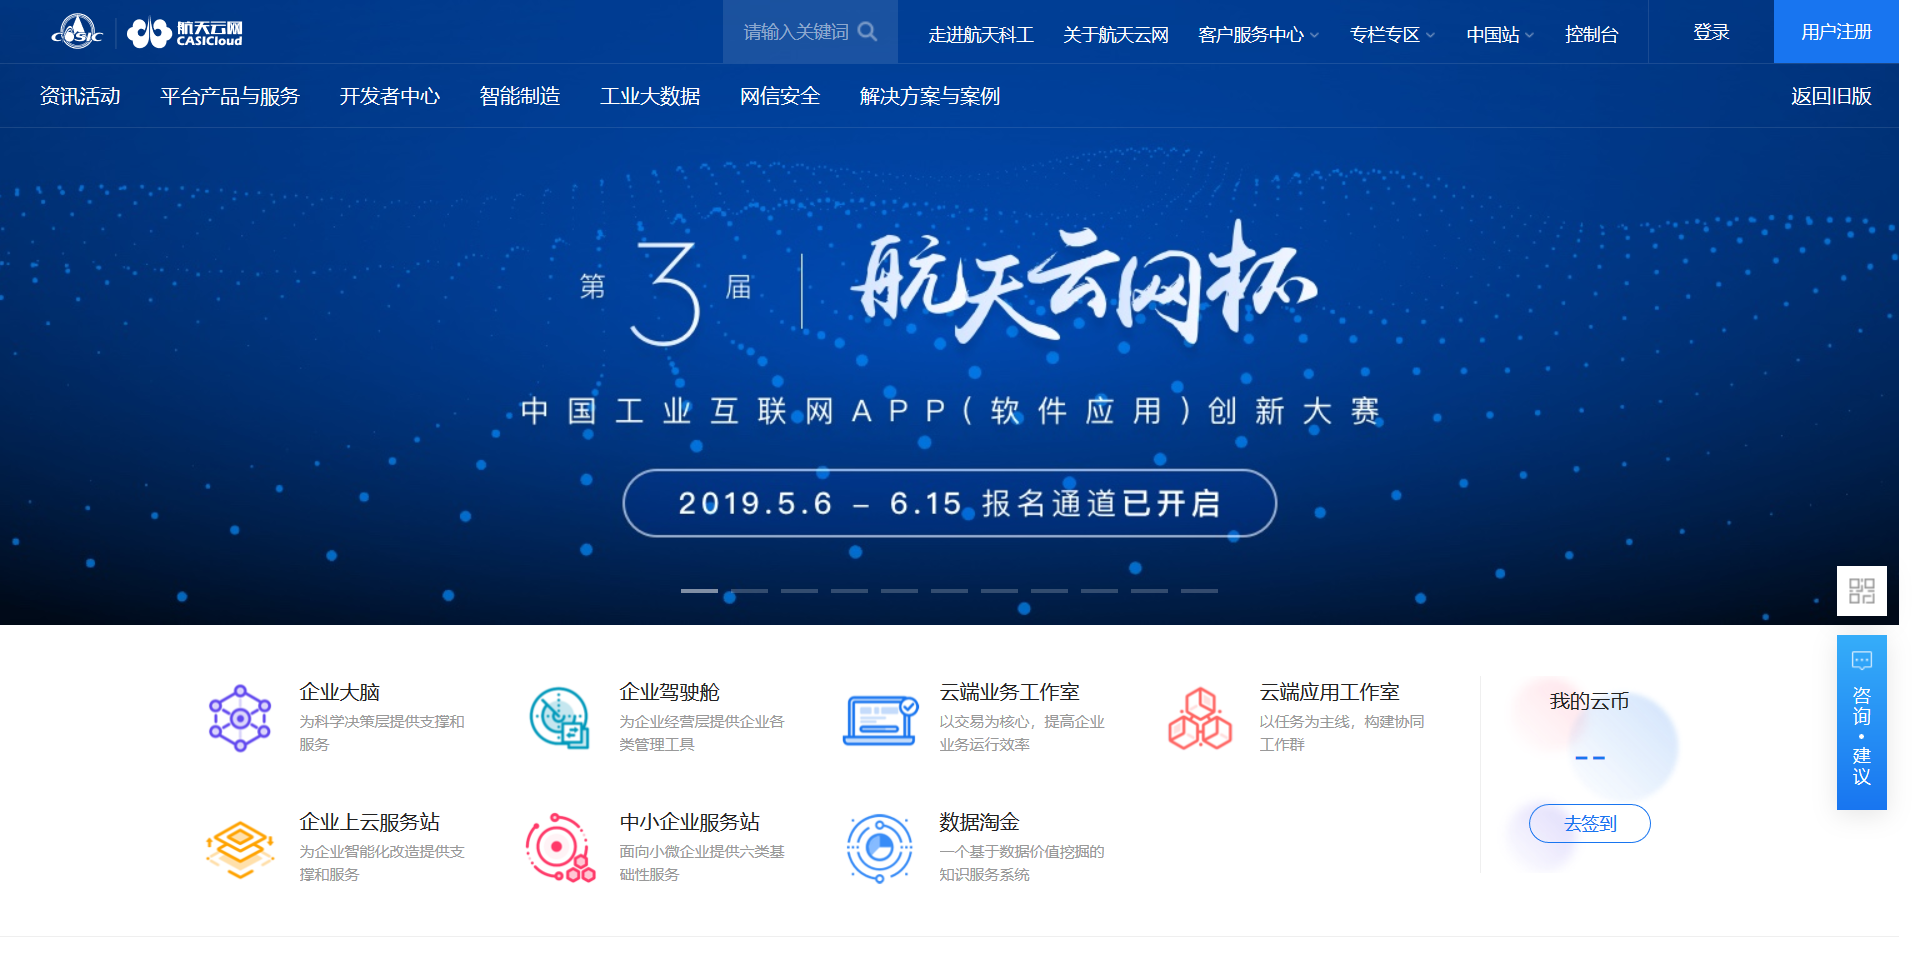 CASIC
航天云网
CASICloud
请输入关键词
走进航天科工
关于航天云网
客户服务中心
专栏专区
中国站
控制台
登录
用户注册
资讯活动
平台产品与服务
开发者中心
智能制造
工业大数据
网信安全
解决方案与案例
返回旧版
第3届
航天云网杯
中国工业互联网APP(软件应用)创新大赛
2019.5.6 – 6.15 报名通道已开启
企业大脑
为科学决策层提供支撑和
服务
企业驾驶舱
为企业经营层提供企业各
类管理工具
云端业务工作室
以交易为核心，提高企业
业务运行效率
云端应用工作室
以任务为主线，构建协同
工作群
我的云币
--
去签到
咨询·建议
企业上云服务站
为企业智能化改造提供支
撑和服务
中小企业服务站
面向小微企业提供六类基
础性服务
数据淘金
一个基于数据价值挖掘的
知识服务系统